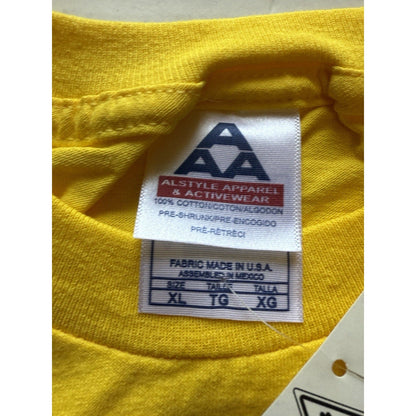 A
AA
ALSTYLE APPAREL
& ACTIVEWEAR
100% COTTON/COTON/ALGODON
PRE-SHRUNK/PRE-ENCOGIDO
PRÉ-RÉTRÉCI
FABRIC MADE IN U.S.A.
ASSEMBLED IN MEXICO
SIZE TAILLE TALLA
XL TG XG